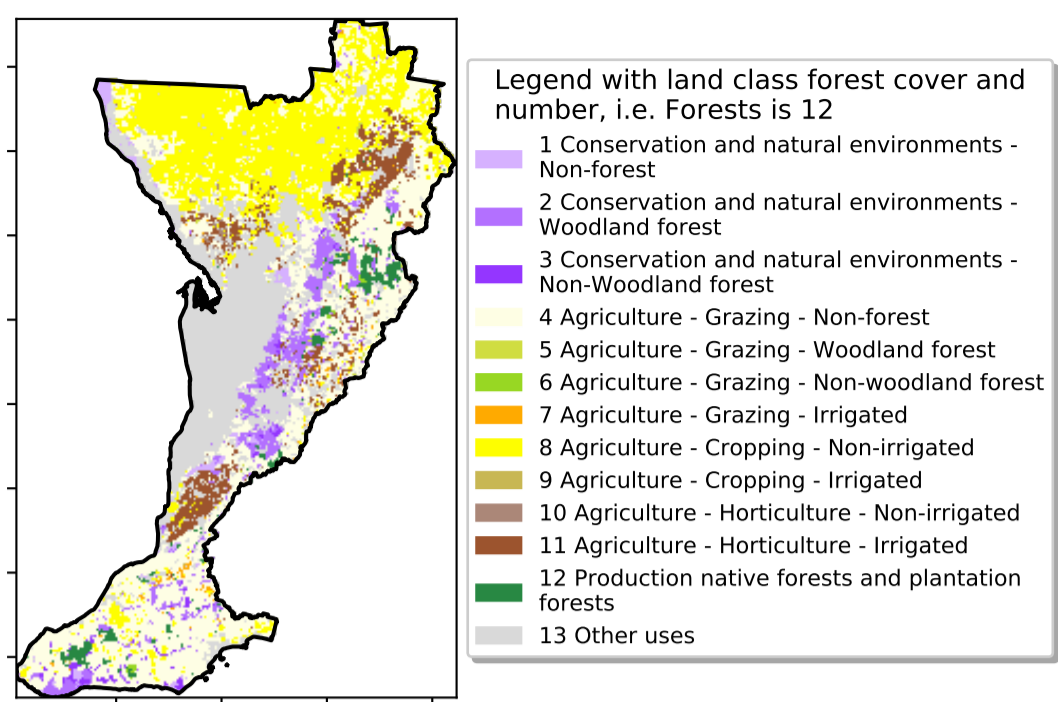 Legend with land class forest cover and
number, i.e. Forests is 12
1 Conservation and natural environments -
Non-forest
2 Conservation and natural environments -
Woodland forest
3 Conservation and natural environments -
Non-Woodland forest
4 Agriculture - Grazing - Non-forest
5 Agriculture - Grazing - Woodland forest
6 Agriculture - Grazing - Non-woodland forest
7 Agriculture - Grazing - Irrigated
8 Agriculture - Cropping - Non-irrigated
9 Agriculture - Cropping - Irrigated
10 Agriculture - Horticulture - Non-irrigated
11 Agriculture - Horticulture - Irrigated
12 Production native forests and plantation
forests
13 Other uses